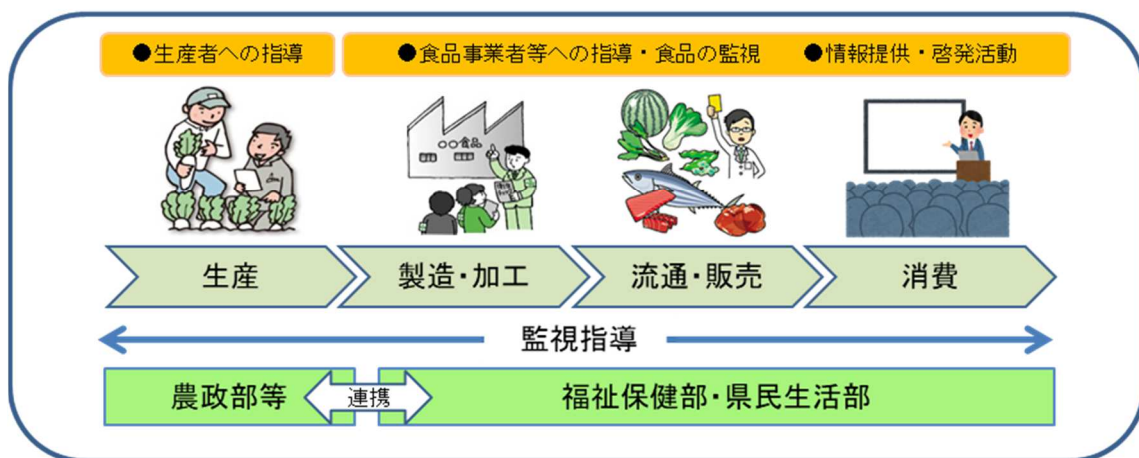 ●生産者への指導
●食品事業者等への指導・食品の監視 ●情報提供・啓発活動
○○食品
生産
製造・加工
流通・販売
消費
監視指導
農政部等
連携
福祉保健部・県民生活部